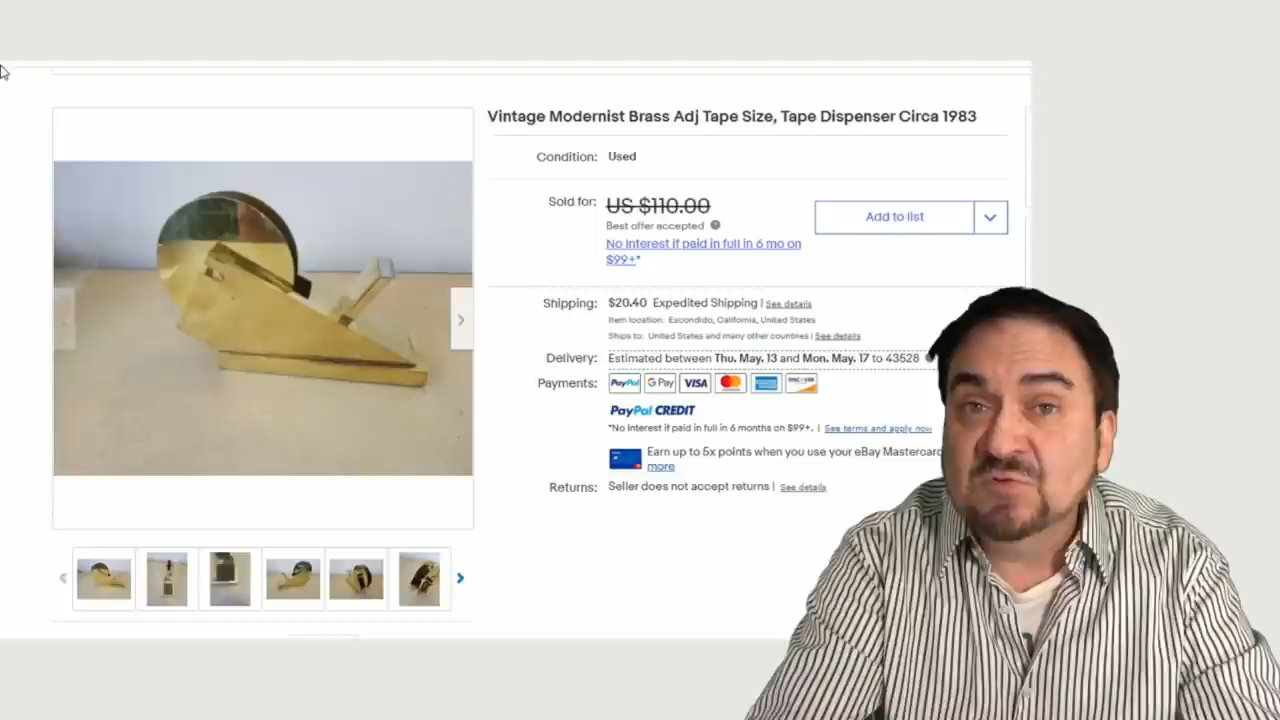 Vintage Modernist Brass Adj Tape Size, Tape Dispenser Circa 1983
Condition: Used
Sold for: US $110.00
Best offer accepted
No Interest if paid in full in 6 mo on
$99+*
Add to list
Shipping: $20.40 Expedited Shipping | See details
Item location: Escondido, California, United States
Ships to: United States and many other countries | See details
Delivery: Estimated between Thu. May. 13 and Mon. May. 17 to 43528
Payments: PayPal G Pay VISA
DISCOVER
PayPal CREDIT
*No Interest if paid in full in 6 months on $99+. | See terms and apply now
Earn up to 5x points when you use your eBay Mastercard
more
Returns: Seller does not accept returns | See details